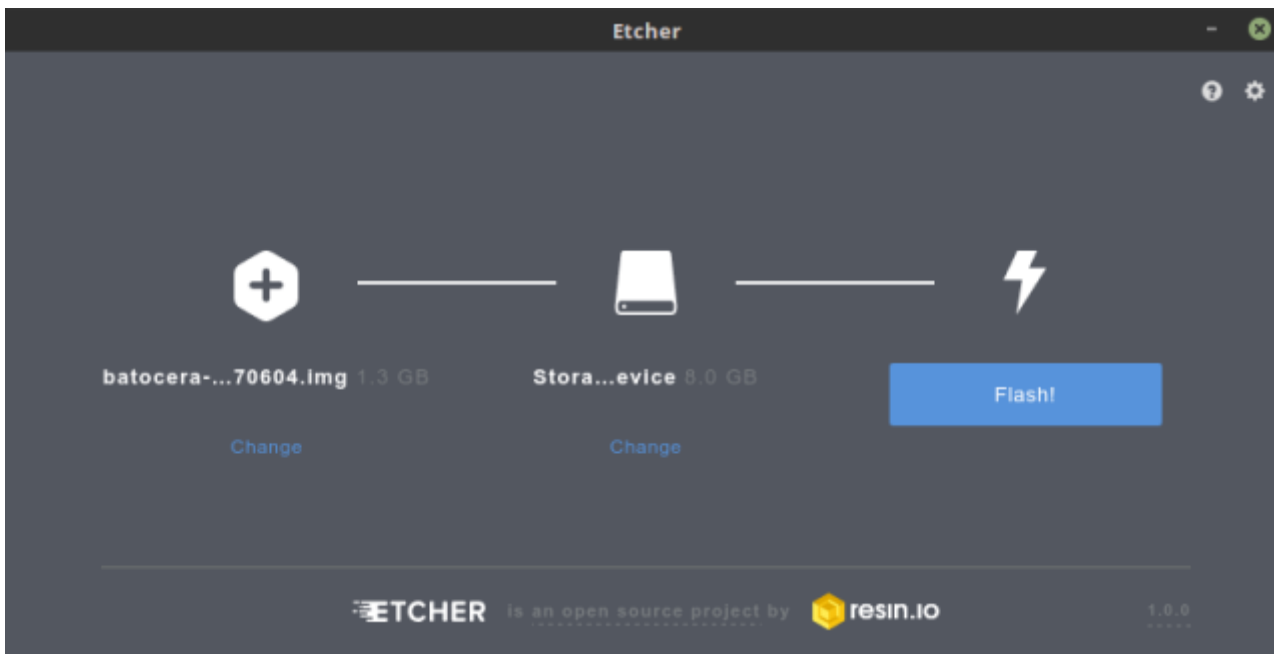 Etcher
batocera-...70604.img 1.3 GB
Stora...evice 8.0 GB
Flash!
Change
Change
ETCHER is an open source project by resin.io
1.0.0